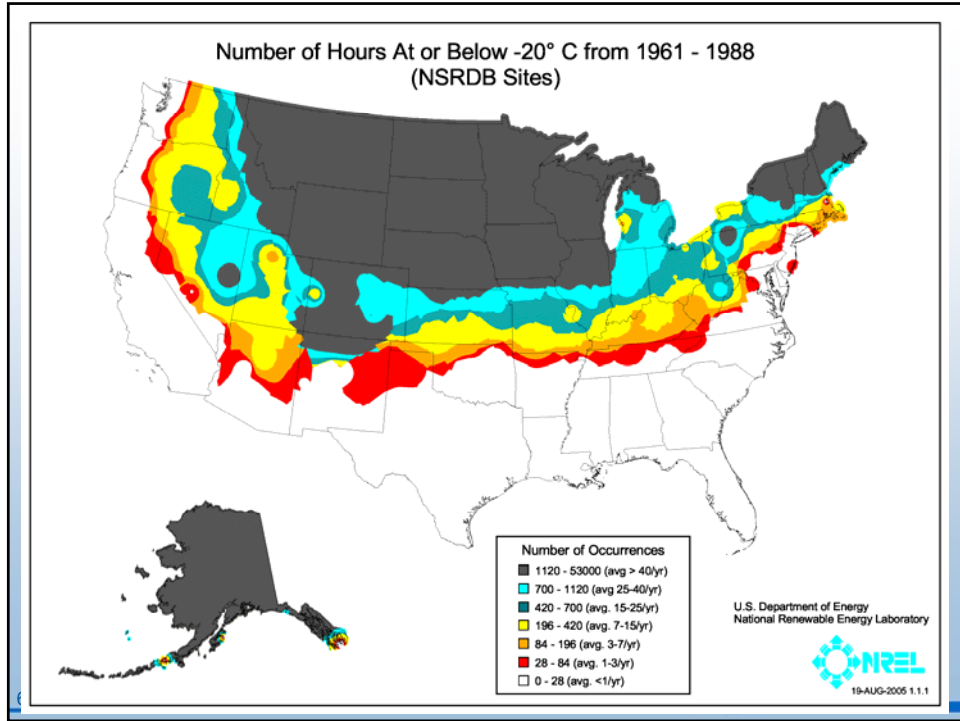 Number of Hours At or Below -20° C from 1961 - 1988
(NSRDB Sites)
Number of Occurrences
1120 - 53000 (avg > 40/yr)
700 - 1120 (avg 25-40/yr)
420 - 700 (avg. 15-25/yr)
196 - 420 (avg. 7-15/yr)
84 - 196 (avg. 3-7/yr)
28 - 84 (avg. 1-3/yr)
0 - 28 (avg. <1/yr)
U.S. Department of Energy
National Renewable Energy Laboratory
NREL
19-AUG-2005 1.1.1